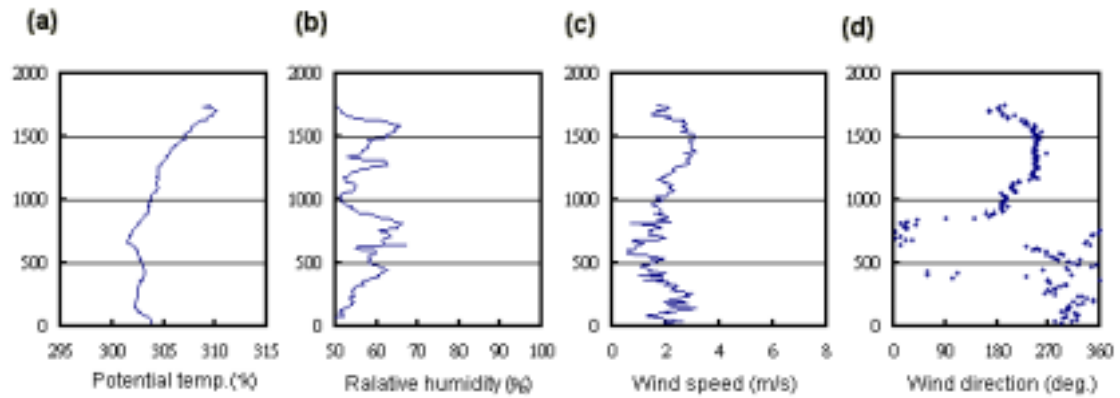 (a) (b) (c) (d)
2000 2000 2000 2000
1500 1500 1500 1500
1000 1000 1000 1000
500 500 500 500
0 0 0 0
295 300 305 310 315 50 60 70 80 90 100 0 2 4 6 8 0 90 180 270 360
Potential temp.(K) Ralative humidity (%) Wind speed (m/s) Wind direction (deg.)